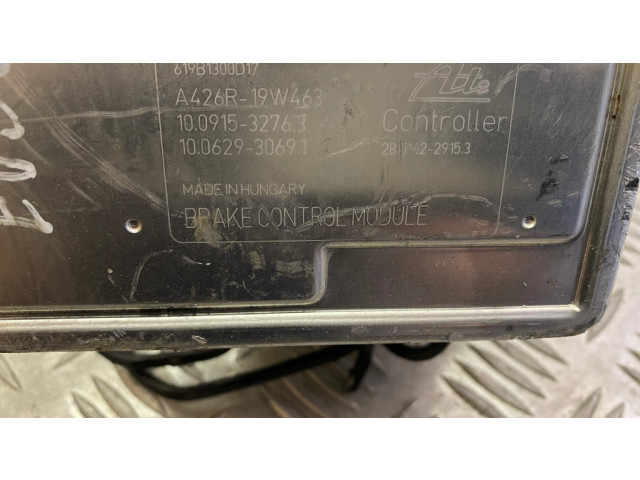 619B1300D17
Ate
A426R-19W463
10.0915-3276.3 Controller
10.0629-3069.1
MADE IN HUNGARY
BRAKE CONTROL MODULE